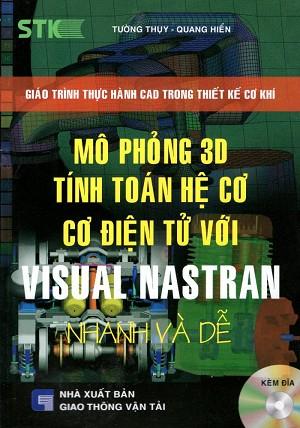 STK
TƯỜNG THỤY - QUANG HIẾN
GIÁO TRÌNH THỰC HÀNH CAD TRONG THIẾT KẾ CƠ KHÍ
MÔ PHỎNG 3D
TÍNH TOÁN HỆ CƠ
CƠ ĐIỆN TỬ VỚI
VISUAL NASTRAN
NHANH VÀ DỄ
KÈM ĐĨA
NHÀ XUẤT BẢN
GIAO THÔNG VẬN TẢI